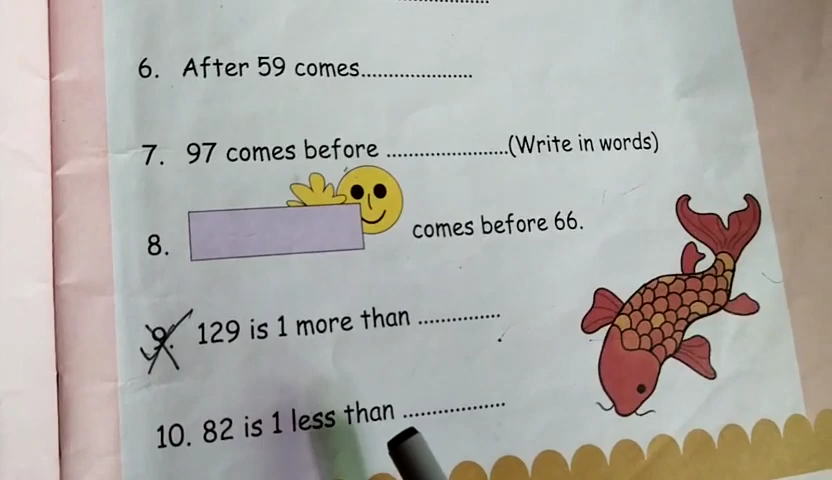 6. After 59 comes.....................
7. 97 comes before ......................(Write in words)
8. comes before 66.
9. 129 is 1 more than ...............
10. 82 is 1 less than ..................